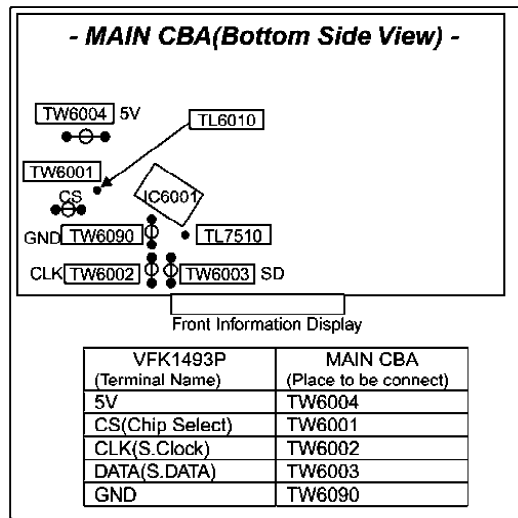 - MAIN CBA(Bottom Side View) -
TW6004 5V
TL6010
TW6001
CS
IC6001
GND TW6090 TL7510
CLK TW6002 TW6003 SD
Front Information Display
VFK1493P MAIN CBA
(Terminal Name) (Place to be connect)
5V TW6004
CS(Chip Select) TW6001
CLK(S.Clock) TW6002
DATA(S.DATA) TW6003
GND TW6090